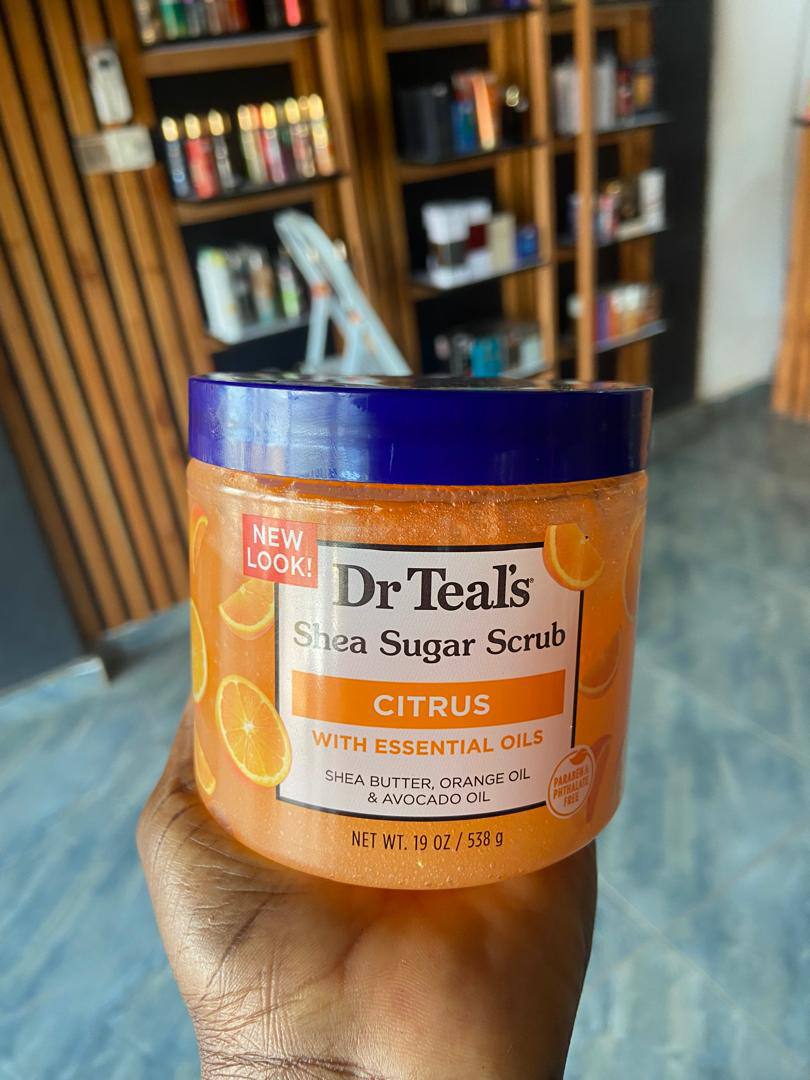 NEW
LOOK!
Dr Teal's®
Shea Sugar Scrub
CITRUS
WITH ESSENTIAL OILS
SHEA BUTTER, ORANGE OIL
& AVOCADO OIL
PARABEN &
PHTHALATE
FREE
NET WT. 19 OZ / 538 g